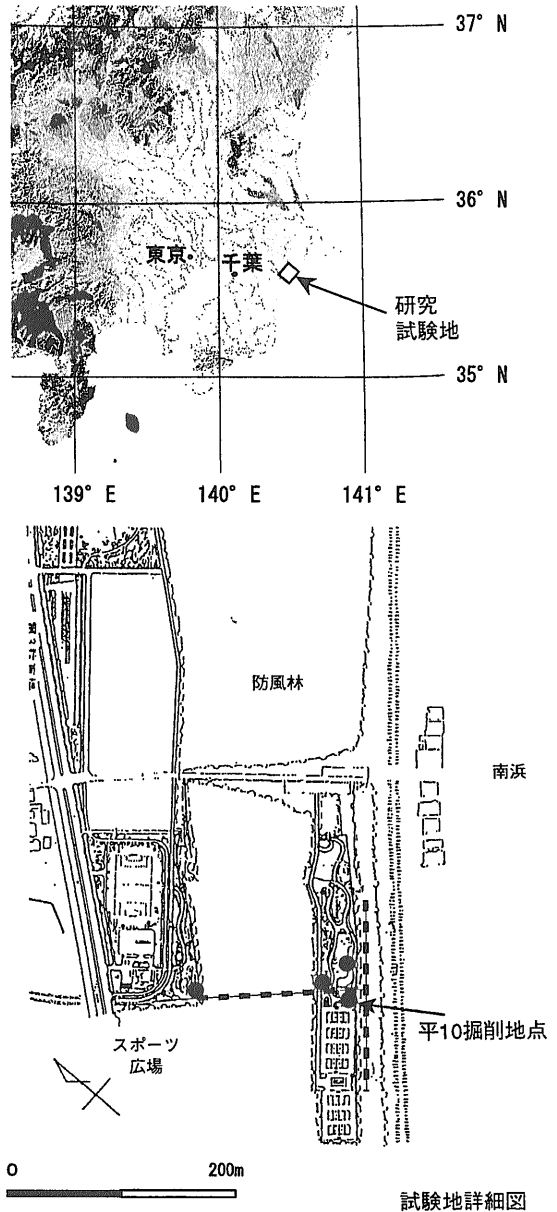 37° N
36° N
東京
千葉
研究
試験地
35° N
139° E
140° E
141° E
防風林
南浜
平10掘削地点
スポーツ
広場
0
200m
試験地詳細図